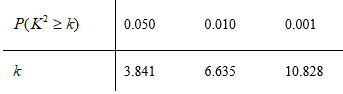 P(K² ≥ k) 0.050 0.010 0.001
k 3.841 6.635 10.828